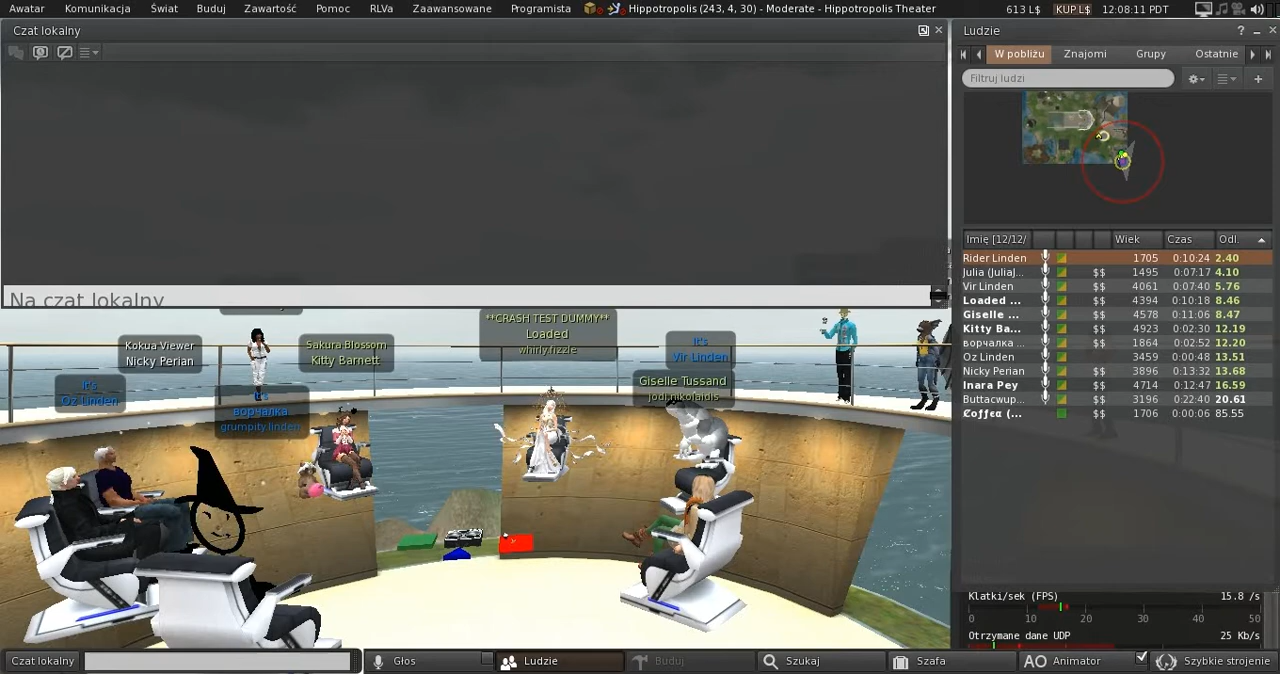 Awatar Komunikacja Świat Buduj Zawartość Pomoc RLVa Zaawansowane Programista Hippotropolis (243, 4, 30) - Moderate - Hippotropolis Theater 613 L$ KUP L$ 12:08:11 PDT
Czat lokalny
Na czat lokalny
Kokua Viewer
Nicky Perian
Sakura Blossom
Kitty Barnett
**CRASH TEST DUMMY**
Loaded
whirly.fizzle
It's
Vir Linden
Giselle Tussand
jodi.nikolaidis
It's
Oz Linden
ворчалка
grumpity.linden
Ludzie
W pobliżu Znajomi Grupy Ostatnie
Filtruj ludzi
Imię [12/12/ Wiek Czas Odl.
Rider Linden 1705 0:10:24 2.40
Julia (JuliaJ... $$ 1495 0:07:17 4.10
Vir Linden $$ 4061 0:07:40 5.76
Loaded ... $$ 4394 0:10:18 8.46
Giselle ... $$ 4578 0:11:06 8.47
Kitty Ba... $$ 4923 0:02:30 12.19
ворчалка ... $$ 1864 0:02:52 12.20
Oz Linden 3459 0:00:48 13.51
Nicky Perian $$ 3896 0:13:32 13.68
Inara Pey $$ 4714 0:12:47 16.59
Buttacwup... $$ 3196 0:22:40 20.61
$$ 1706 0:00:06 85.55
Klatki/sek (FPS) 15.8 /s
0 10 20 30 40 50
Otrzymane dane UDP 25 Kb/s
Czat lokalny Głos Ludzie Buduj Szukaj Szafa AO Animator Szybkie strojenie